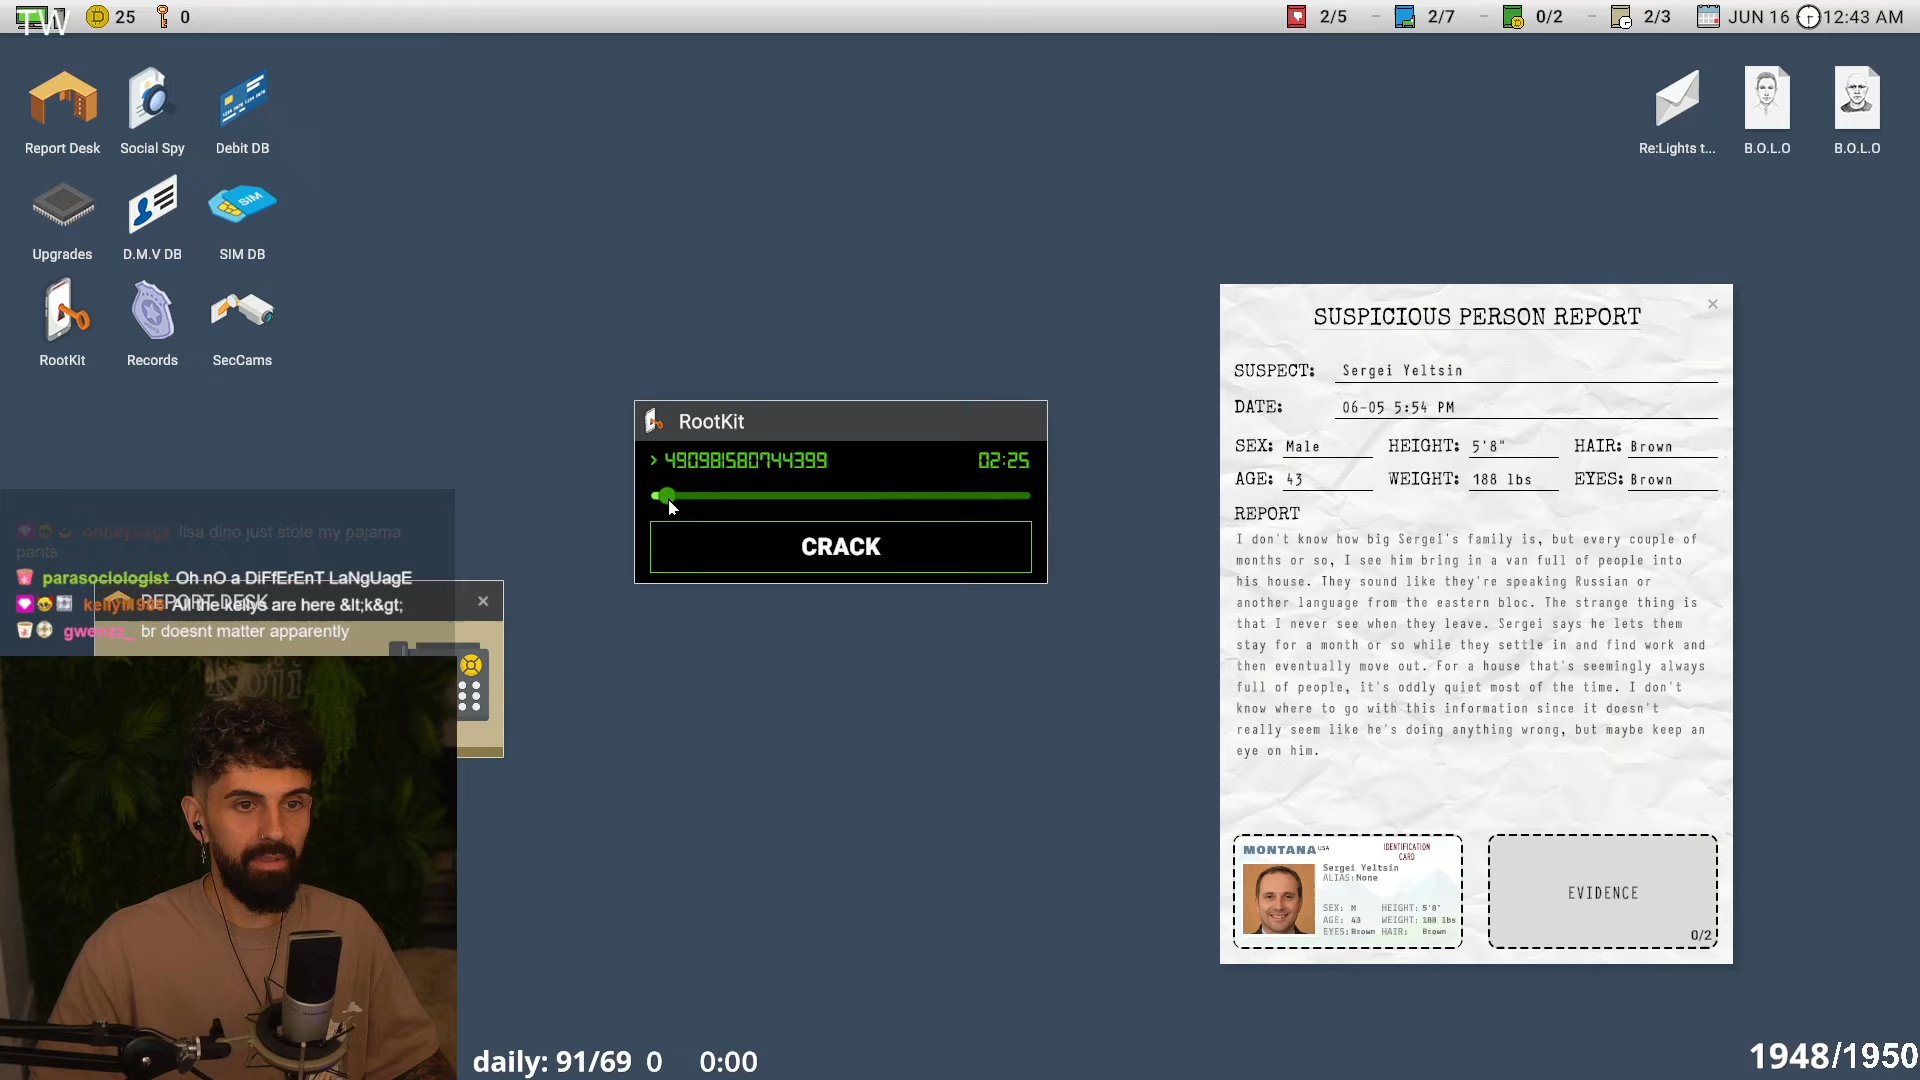 TW
25
0
2/5
2/7
0/2
2/3
JUN 16
12:43 AM
Report Desk
Social Spy
Debit DB
Upgrades
D.M.V DB
SIM
SIM DB
RootKit
Records
SecCams
Re:Lights t...
B.O.L.O
B.O.L.O
RootKit
> 490981580744399
02:25
CRACK
lisa dino just stole my pajama
pants
parasociologist Oh nO a DiFfErEnT LaNgUagE
REPORT DESK
All the kellys are here &lt;k&gt;
gwenzz_ br doesnt matter apparently
SUSPICIOUS PERSON REPORT
SUSPECT: Sergei Yeltsin
DATE: 06-05 5:54 PM
SEX: Male HEIGHT: 5'8" HAIR: Brown
AGE: 43 WEIGHT: 188 lbs EYES: Brown
REPORT
I don't know how big Sergei's family is, but every couple of
months or so, I see him bring in a van full of people into
his house. They sound like they're speaking Russian or
another language from the eastern bloc. The strange thing is
that I never see when they leave. Sergei says he lets them
stay for a month or so while they settle in and find work and
then eventually move out. For a house that's seemingly always
full of people, it's oddly quiet most of the time. I don't
know where to go with this information since it doesn't
really seem like he's doing anything wrong, but maybe keep an
eye on him.
MONTANA USA
IDENTIFICATION
CARD
Sergei Yeltsin
ALIAS: None
SEX: M HEIGHT: 5'8"
AGE: 43 WEIGHT: 188 lbs
EYES: Brown HAIR: Brown
EVIDENCE
0/2
daily: 91/69 0 0:00
1948/1950